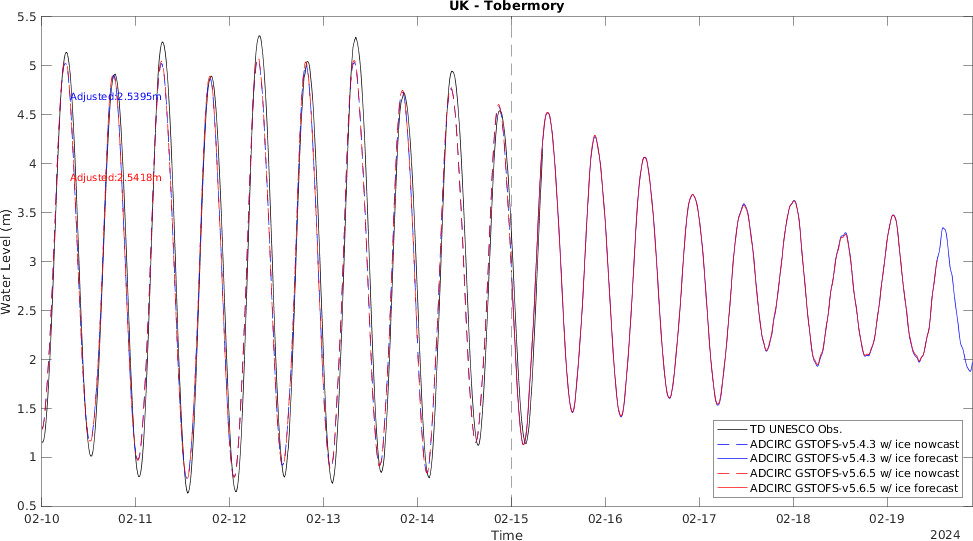 UK - Tobermory
5.5
5
4.5
4
3.5
3
2.5
2
1.5
1
0.5
Water Level (m)
Adjusted:2.5395m
Adjusted:2.5418m
TD UNESCO Obs.
ADCIRC GSTOFS-v5.4.3 w/ ice nowcast
ADCIRC GSTOFS-v5.4.3 w/ ice forecast
ADCIRC GSTOFS-v5.6.5 w/ ice nowcast
ADCIRC GSTOFS-v5.6.5 w/ ice forecast
02-10 02-11 02-12 02-13 02-14 02-15 02-16 02-17 02-18 02-19
Time
2024